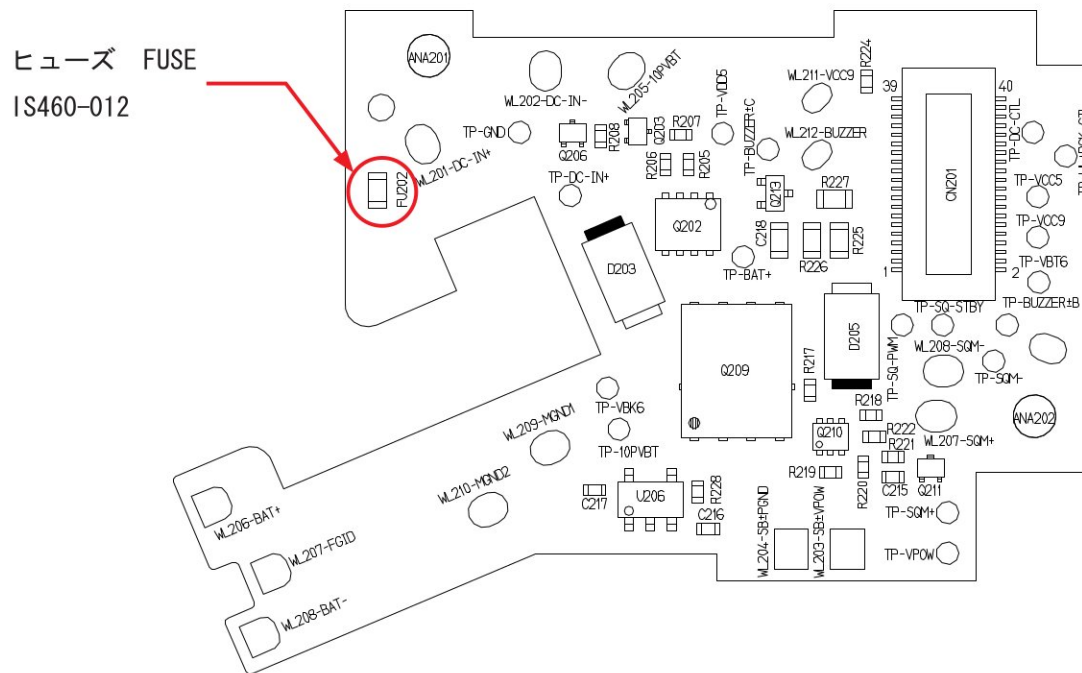 ヒューズ FUSE
IS460-012
ANA201
WL202-DC-IN-
WL205-10PVBT
TP-GND
WL201-DC-IN+
FU202
Q206
R208
Q203
R207
TP-VDD5
TP-BUZZER±C
WL211-VCC9
R224
WL212-BUZZER
R206
R205
TP-DC-IN+
Q213
R227
Q202
C218
R226
R225
TP-BAT+
D203
39
40
CN201
1
2
TP-DC-CTL
TP-VCC5
TP-VCC9
TP-VBT6
TP-BUZZER±B
TP-SQ-STBY
D205
TP-SQ-PWM
WL208-SQM-
TP-SQM-
Q209
R217
R218
R222
R221
WL207-SQM+
ANA202
Q210
R219
R220
C215
Q211
TP-VBK6
TP-10PVBT
WL209-MGND1
WL210-MGND2
C217
U206
R228
C216
WL204-SB±PGND
WL203-SB±VPOW
TP-SQM+
TP-VPOW
WL206-BAT+
WL207-FGID
WL208-BAT-